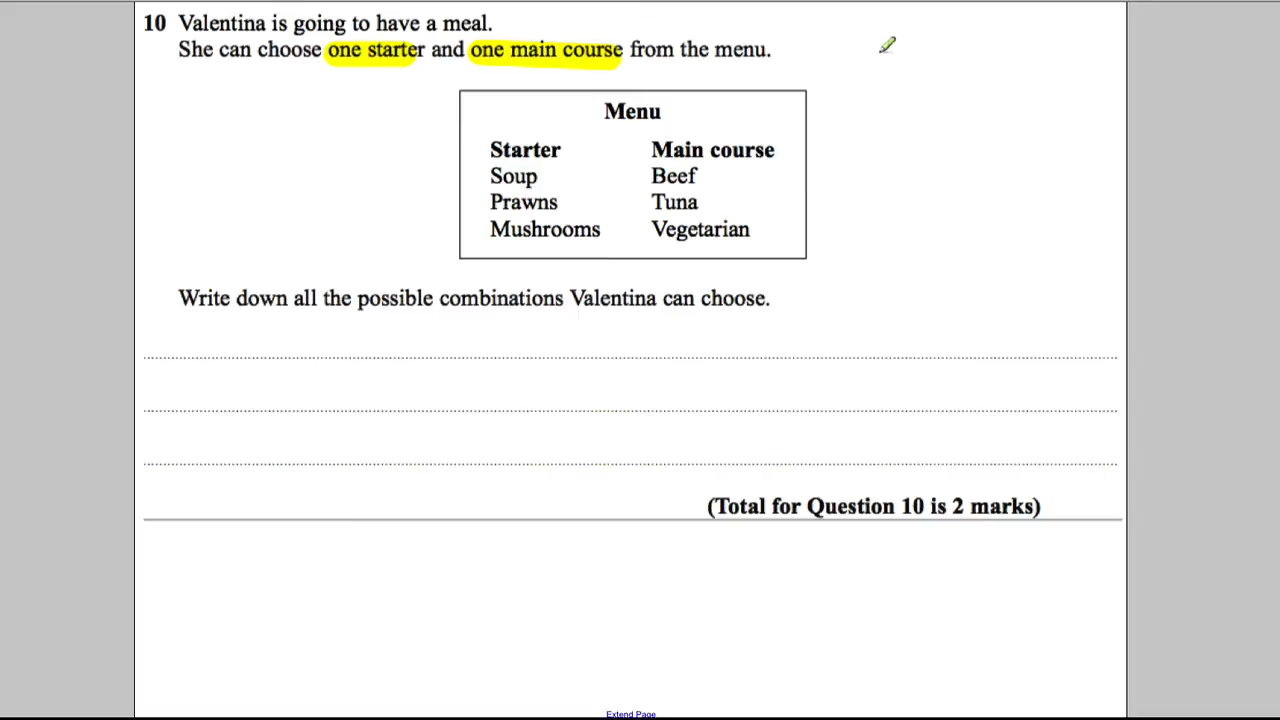 10 Valentina is going to have a meal.
She can choose one starter and one main course from the menu.
Menu
Starter Main course
Soup Beef
Prawns Tuna
Mushrooms Vegetarian
Write down all the possible combinations Valentina can choose.
(Total for Question 10 is 2 marks)
Extend Page